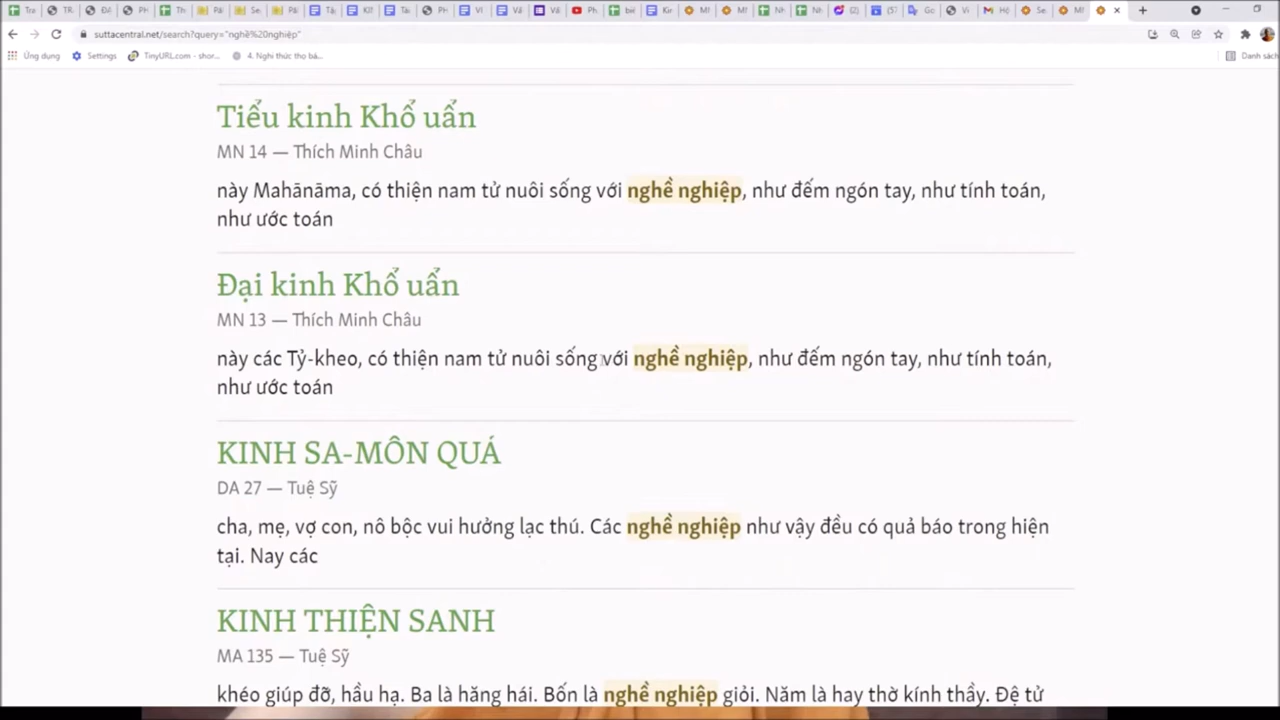 suttacentral.net/search?query="nghề%20nghiệp"
Ứng dụng Settings TinyURL.com - shor... 4. Nghi thức thọ bá... Danh sách
Tiểu kinh Khổ uẩn
MN 14 — Thích Minh Châu
này Mahānāma, có thiện nam tử nuôi sống với nghề nghiệp, như đếm ngón tay, như tính toán,
như ước toán
Đại kinh Khổ uẩn
MN 13 — Thích Minh Châu
này các Tỷ-kheo, có thiện nam tử nuôi sống với nghề nghiệp, như đếm ngón tay, như tính toán,
như ước toán
KINH SA-MÔN QUÁ
DA 27 — Tuệ Sỹ
cha, mẹ, vợ con, nô bộc vui hưởng lạc thú. Các nghề nghiệp như vậy đều có quả báo trong hiện
tại. Nay các
KINH THIỆN SANH
MA 135 — Tuệ Sỹ
khéo giúp đỡ, hầu hạ. Ba là hăng hái. Bốn là nghề nghiệp giỏi. Năm là hay thờ kính thầy. Đệ tử